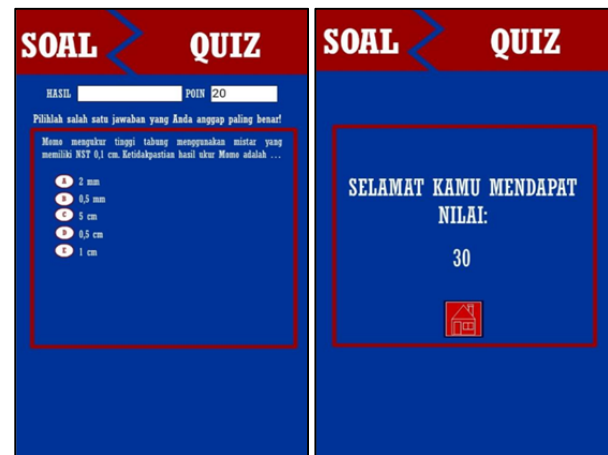 SOAL QUIZ
HASIL POIN 20
Pilihlah salah satu jawaban yang Anda anggap paling benar!
Momo mengukur tinggi tabung menggunakan mistar yang
memiliki NST 0,1 cm. Ketidakpastian hasil ukur Momo adalah ...
A 2 mm
B 0,5 mm
C 5 cm
D 0,5 cm
E 1 cm
SOAL QUIZ
SELAMAT KAMU MENDAPAT
NILAI:
30